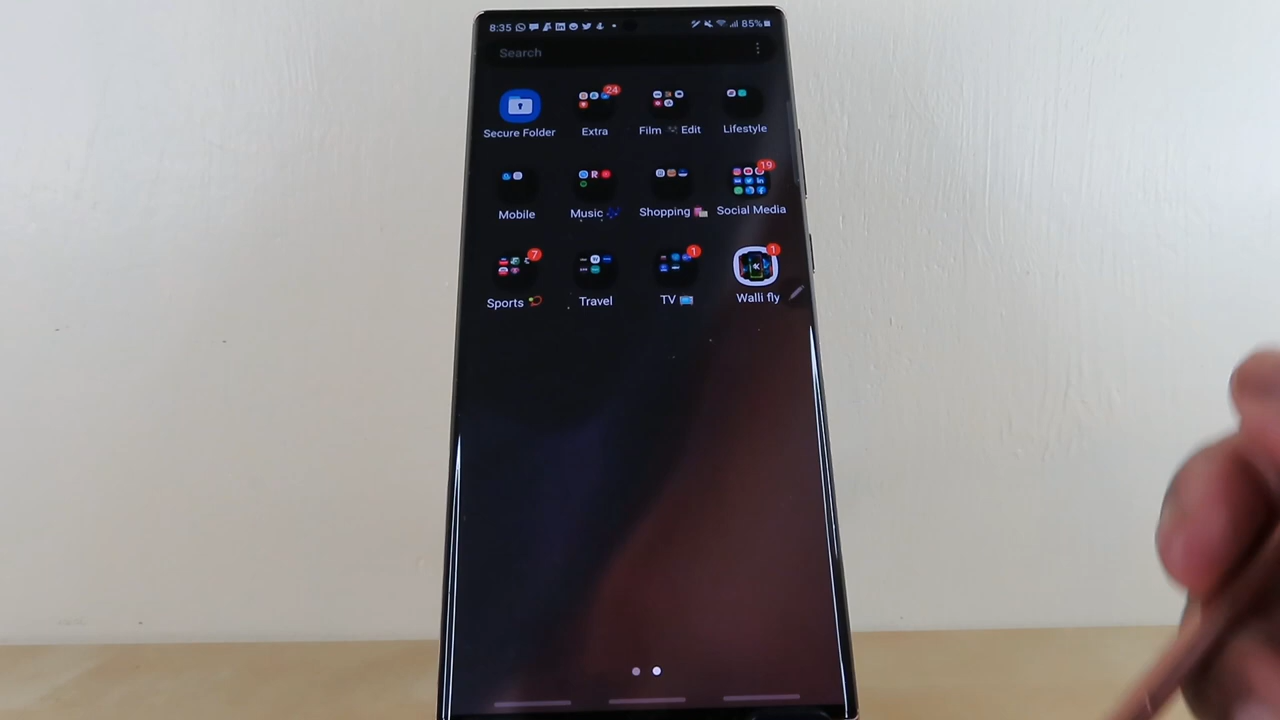 8:35 85%
Search
24
Secure Folder Extra Film Edit Lifestyle
19
Mobile Music Shopping Social Media
7 1 1
Sports Travel TV Walli fly